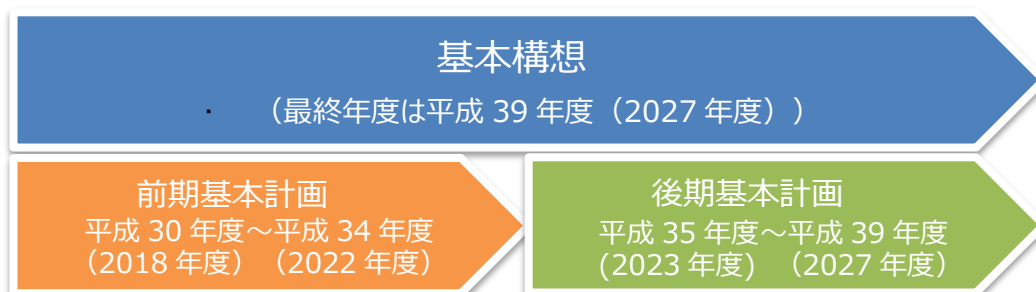 基本構想
・ （最終年度は平成 39 年度（2027 年度））
前期基本計画
平成 30 年度～平成 34 年度
（2018 年度）（2022 年度）
後期基本計画
平成 35 年度～平成 39 年度
(2023 年度) （2027 年度）